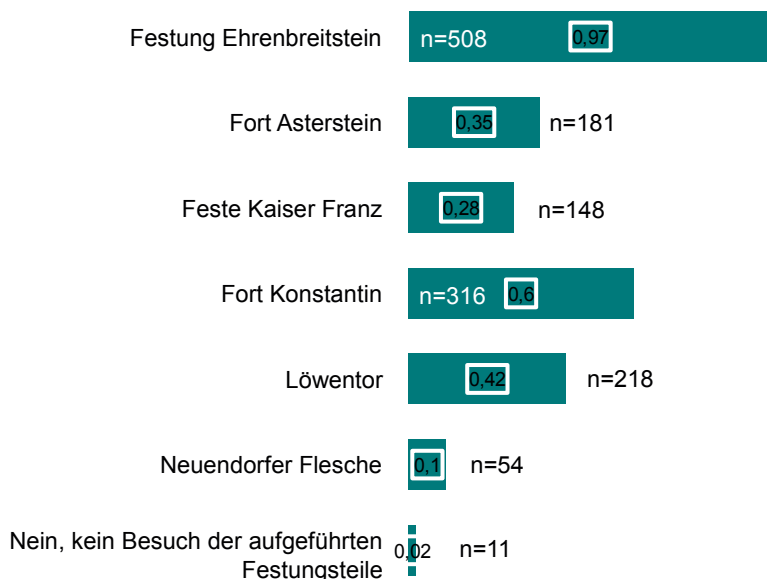 Festung Ehrenbreitstein n=508 0,97
Fort Asterstein 0,35 n=181
Feste Kaiser Franz 0,28 n=148
Fort Konstantin n=316 0,6
Löwentor 0,42 n=218
Neuendorfer Flesche 0,1 n=54
Nein, kein Besuch der aufgeführten
Festungsteile 0,02 n=11